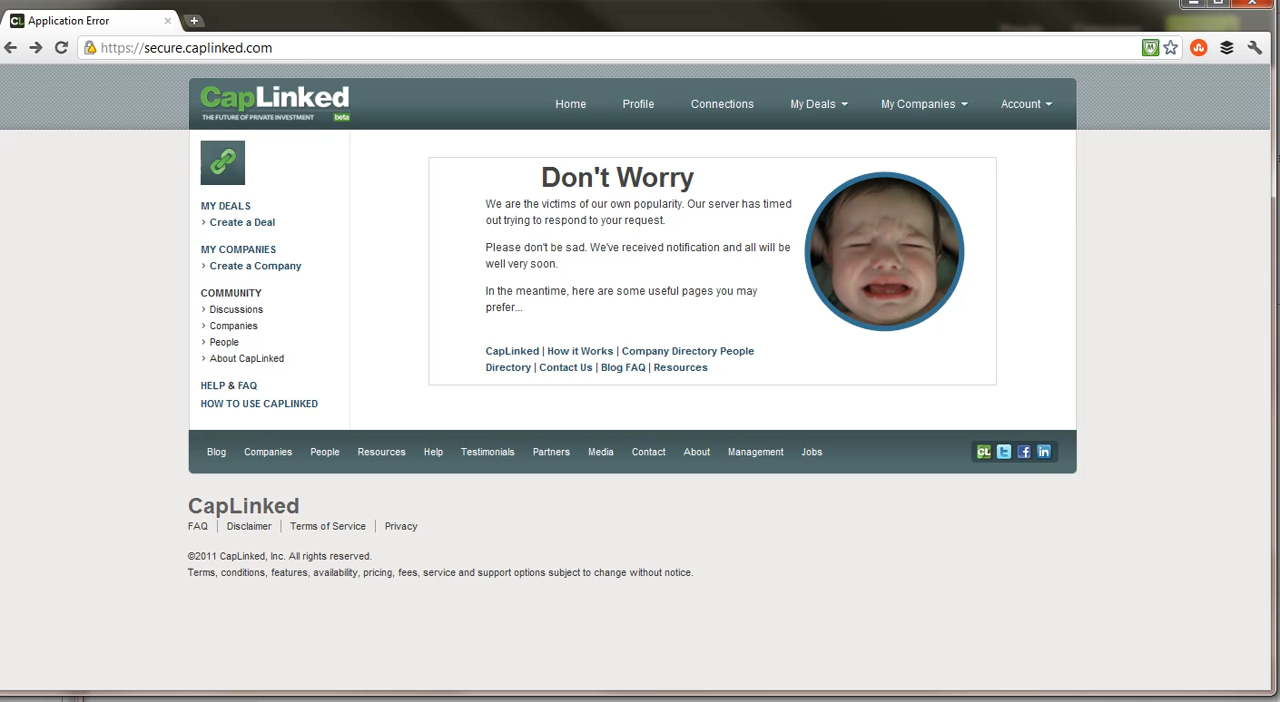 CL Application Error
https://secure.caplinked.com
CapLinked
THE FUTURE OF PRIVATE INVESTMENT beta
Home Profile Connections My Deals My Companies Account
MY DEALS
› Create a Deal
MY COMPANIES
› Create a Company
COMMUNITY
› Discussions
› Companies
› People
› About CapLinked
HELP & FAQ
HOW TO USE CAPLINKED
Don't Worry
We are the victims of our own popularity. Our server has timed
out trying to respond to your request.
Please don't be sad. We've received notification and all will be
well very soon.
In the meantime, here are some useful pages you may
prefer...
CapLinked | How it Works | Company Directory People
Directory | Contact Us | Blog FAQ | Resources
Blog Companies People Resources Help Testimonials Partners Media Contact About Management Jobs CL t f in
CapLinked
FAQ | Disclaimer | Terms of Service | Privacy
©2011 CapLinked, Inc. All rights reserved.
Terms, conditions, features, availability, pricing, fees, service and support options subject to change without notice.